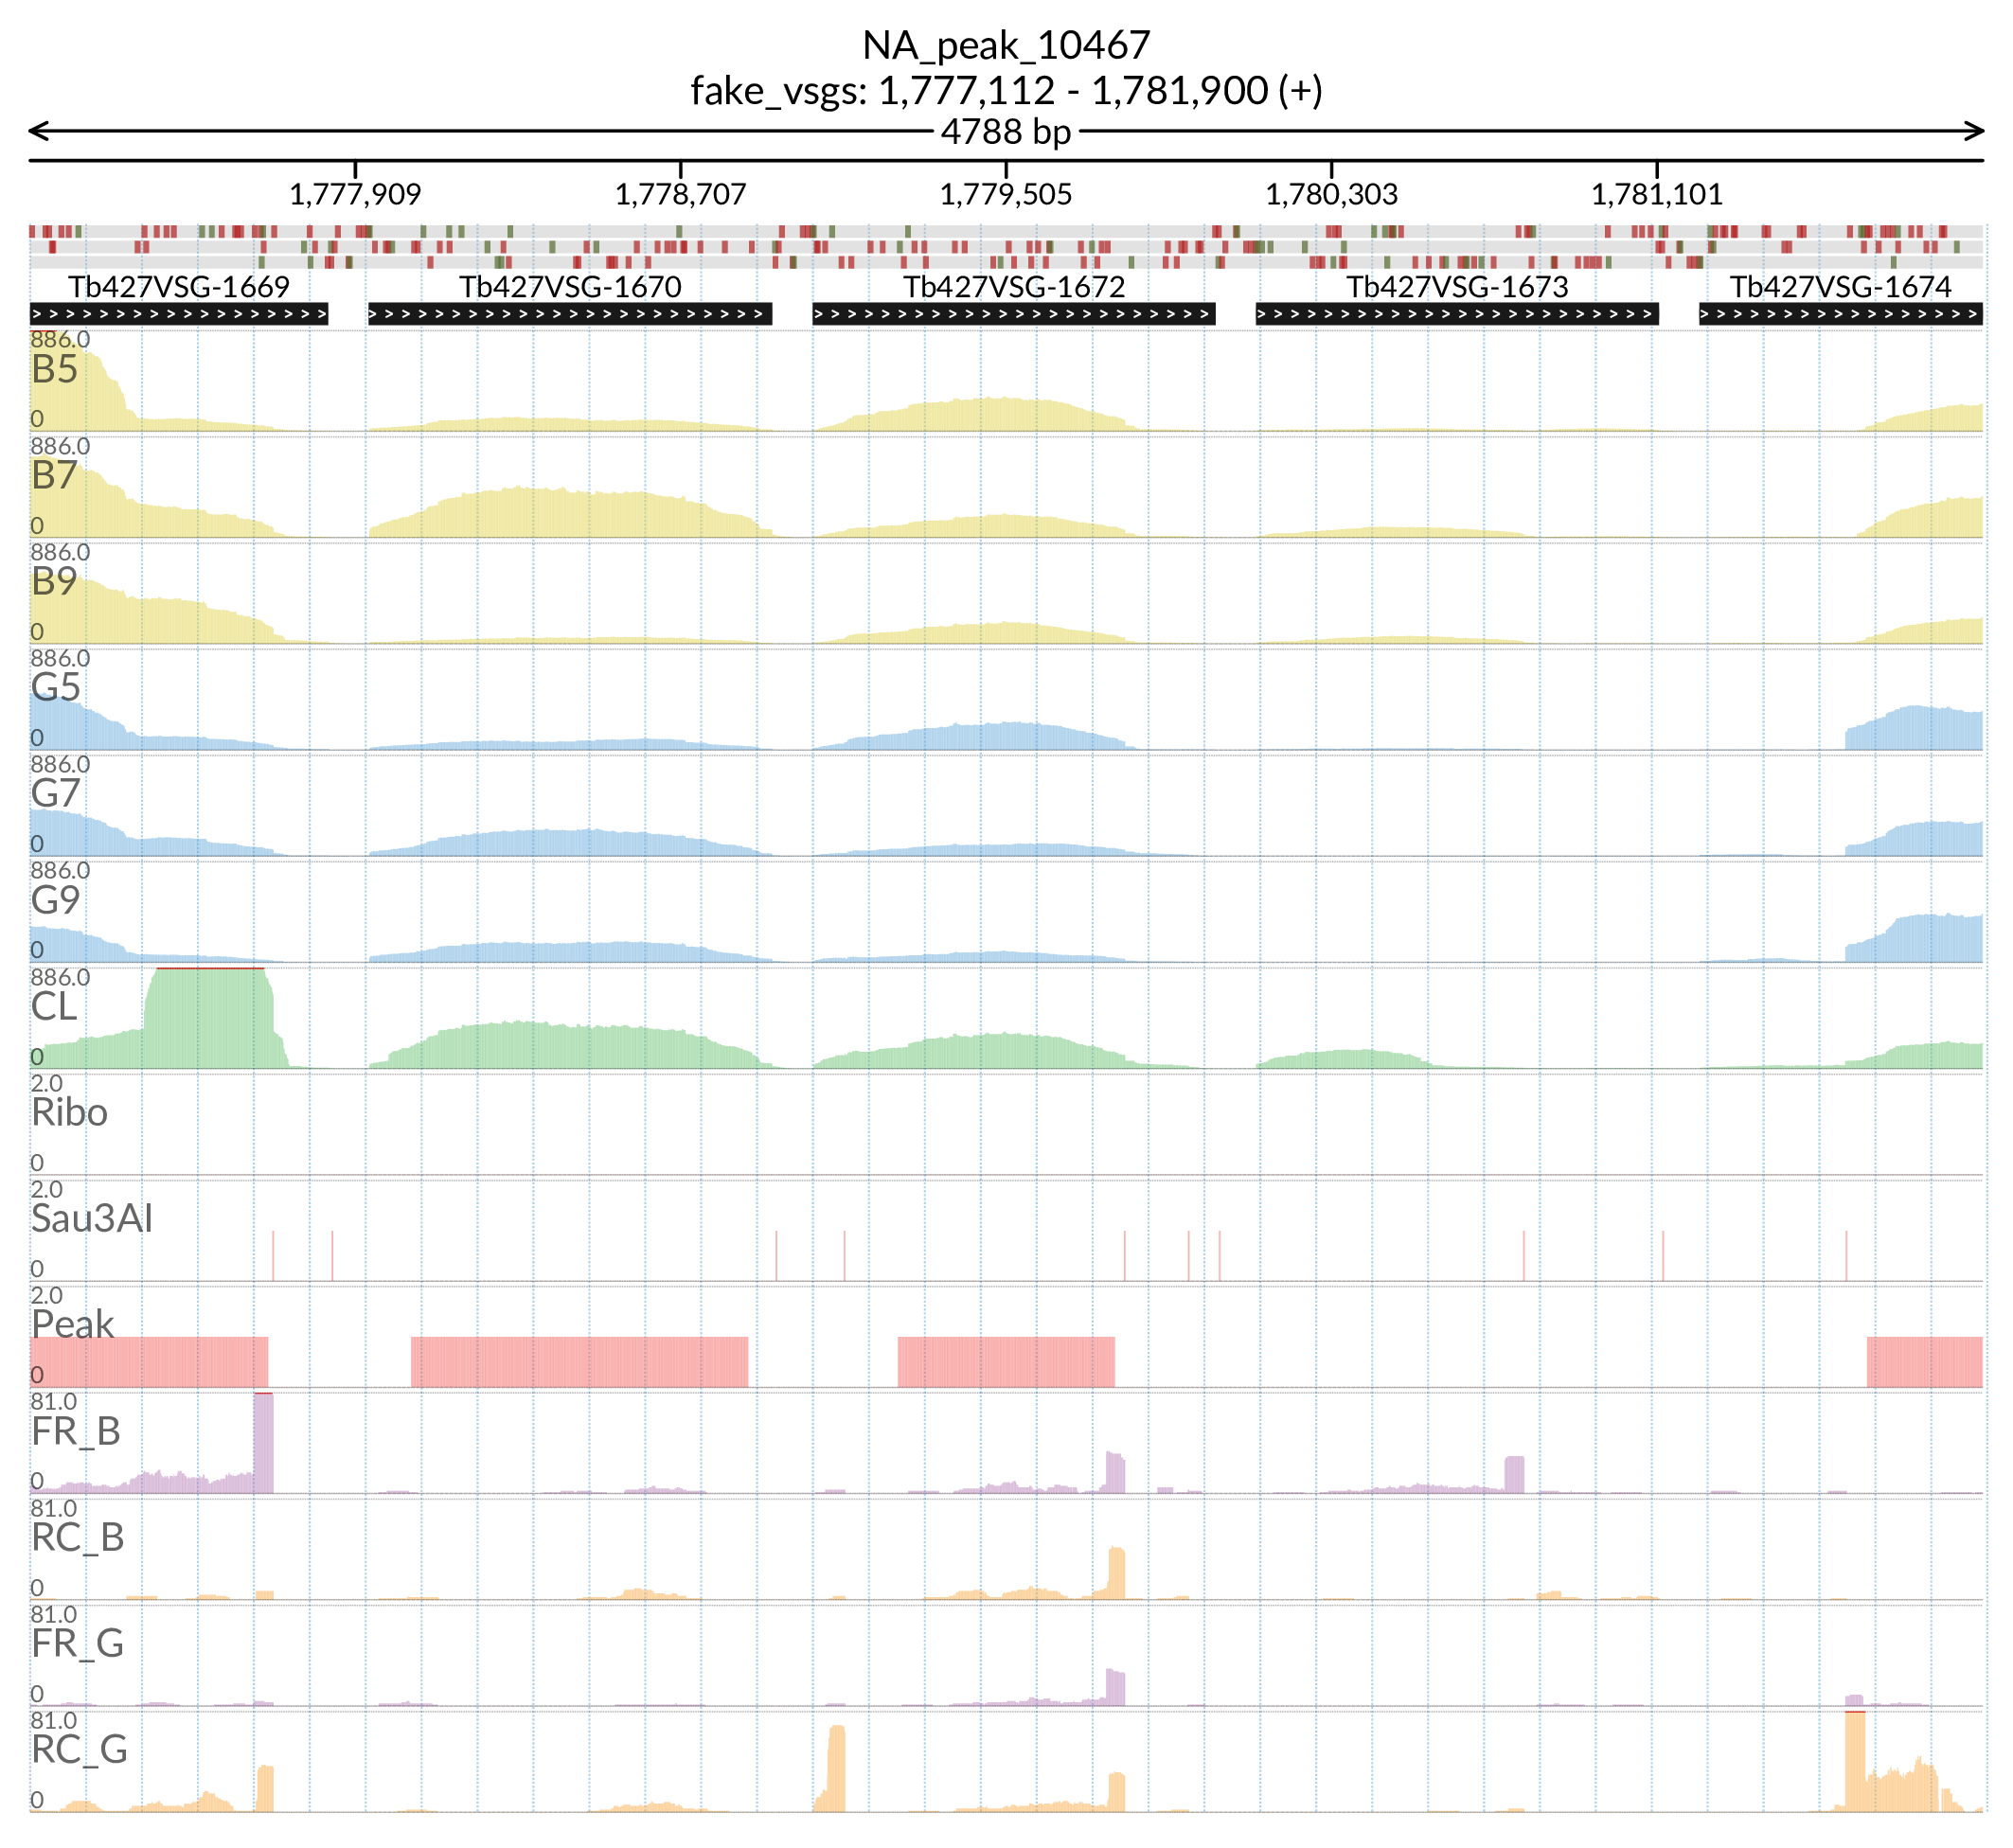 NA_peak_10467
fake_vsgs: 1,777,112 - 1,781,900 (+)
4788 bp
1,777,909 1,778,707 1,779,505 1,780,303 1,781,101
Tb427VSG-1669 Tb427VSG-1670 Tb427VSG-1672 Tb427VSG-1673 Tb427VSG-1674
886.0
B5
0
886.0
B7
0
886.0
B9
0
886.0
G5
0
886.0
G7
0
886.0
G9
0
886.0
CL
0
2.0
Ribo
0
2.0
Sau3AI
0
2.0
Peak
0
81.0
FR_B
0
81.0
RC_B
0
81.0
FR_G
0
81.0
RC_G
0